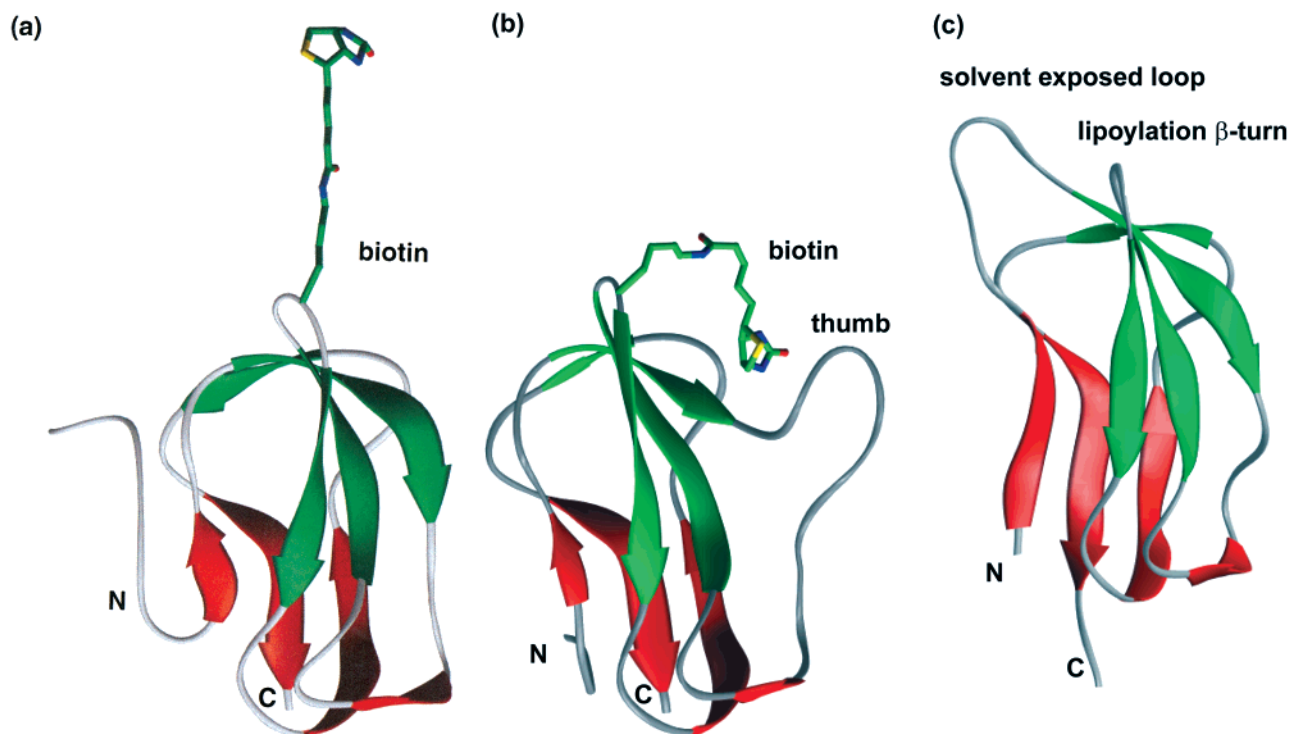 (a)
biotin
N
C
(b)
biotin
thumb
N
C
(c)
solvent exposed loop
lipoylation β-turn
N
C